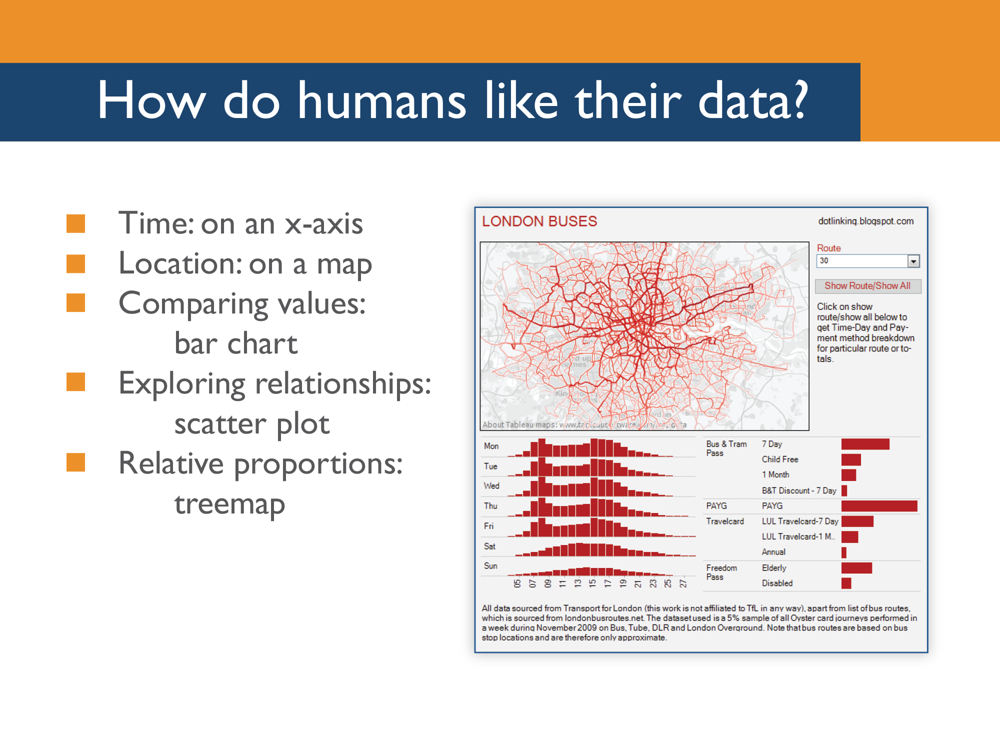 How do humans like their data?
Time: on an x-axis
Location: on a map
Comparing values:
bar chart
Exploring relationships:
scatter plot
Relative proportions:
treemap
LONDON BUSES
dotlinking.blogspot.com
Route
30
Show Route/Show All
Click on show
route/show all below to
get Time-Day and Pay-
ment method breakdown
for particular route or to-
tals.
About Tableau maps:
Mon
Tue
Wed
Thu
Fri
Sat
Sun
05 07 09 11 13 15 17 19 21 23 25 27
Bus & Tram 7 Day
Pass
Child Free
1 Month
B&T Discount - 7 Day
PAYG PAYG
Travelcard LUL Travelcard-7 Day
LUL Travelcard-1 M..
Annual
Freedom Elderly
Pass
Disabled
All data sourced from Transport for London (this work is not affiliated to TfL in any way), apart from list of bus routes,
which is sourced from londonbusroutes.net. The dataset used is a 5% sample of all Oyster card journeys performed in
a week during November 2009 on Bus, Tube, DLR and London Overground. Note that bus routes are based on bus
stop locations and are therefore only approximate.